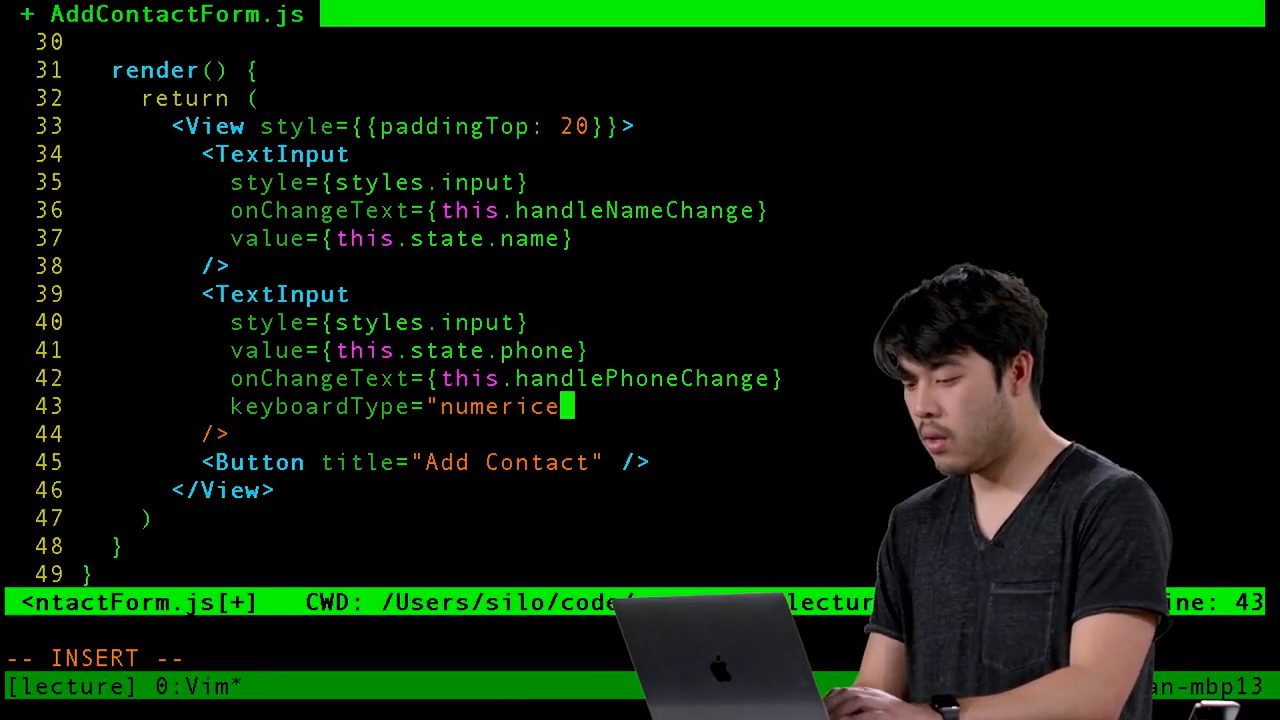 + AddContactForm.js
30
31 render() {
32 return (
33 <View style={{paddingTop: 20}}>
34 <TextInput
35 style={styles.input}
36 onChangeText={this.handleNameChange}
37 value={this.state.name}
38 />
39 <TextInput
40 style={styles.input}
41 value={this.state.phone}
42 onChangeText={this.handlePhoneChange}
43 keyboardType="numerice
44 />
45 <Button title="Add Contact" />
46 </View>
47 )
48 }
49 }
<ntactForm.js[+] CWD: /Users/silo/code/ lectur ine: 43
-- INSERT --
[lecture] 0:Vim* an-mbp13